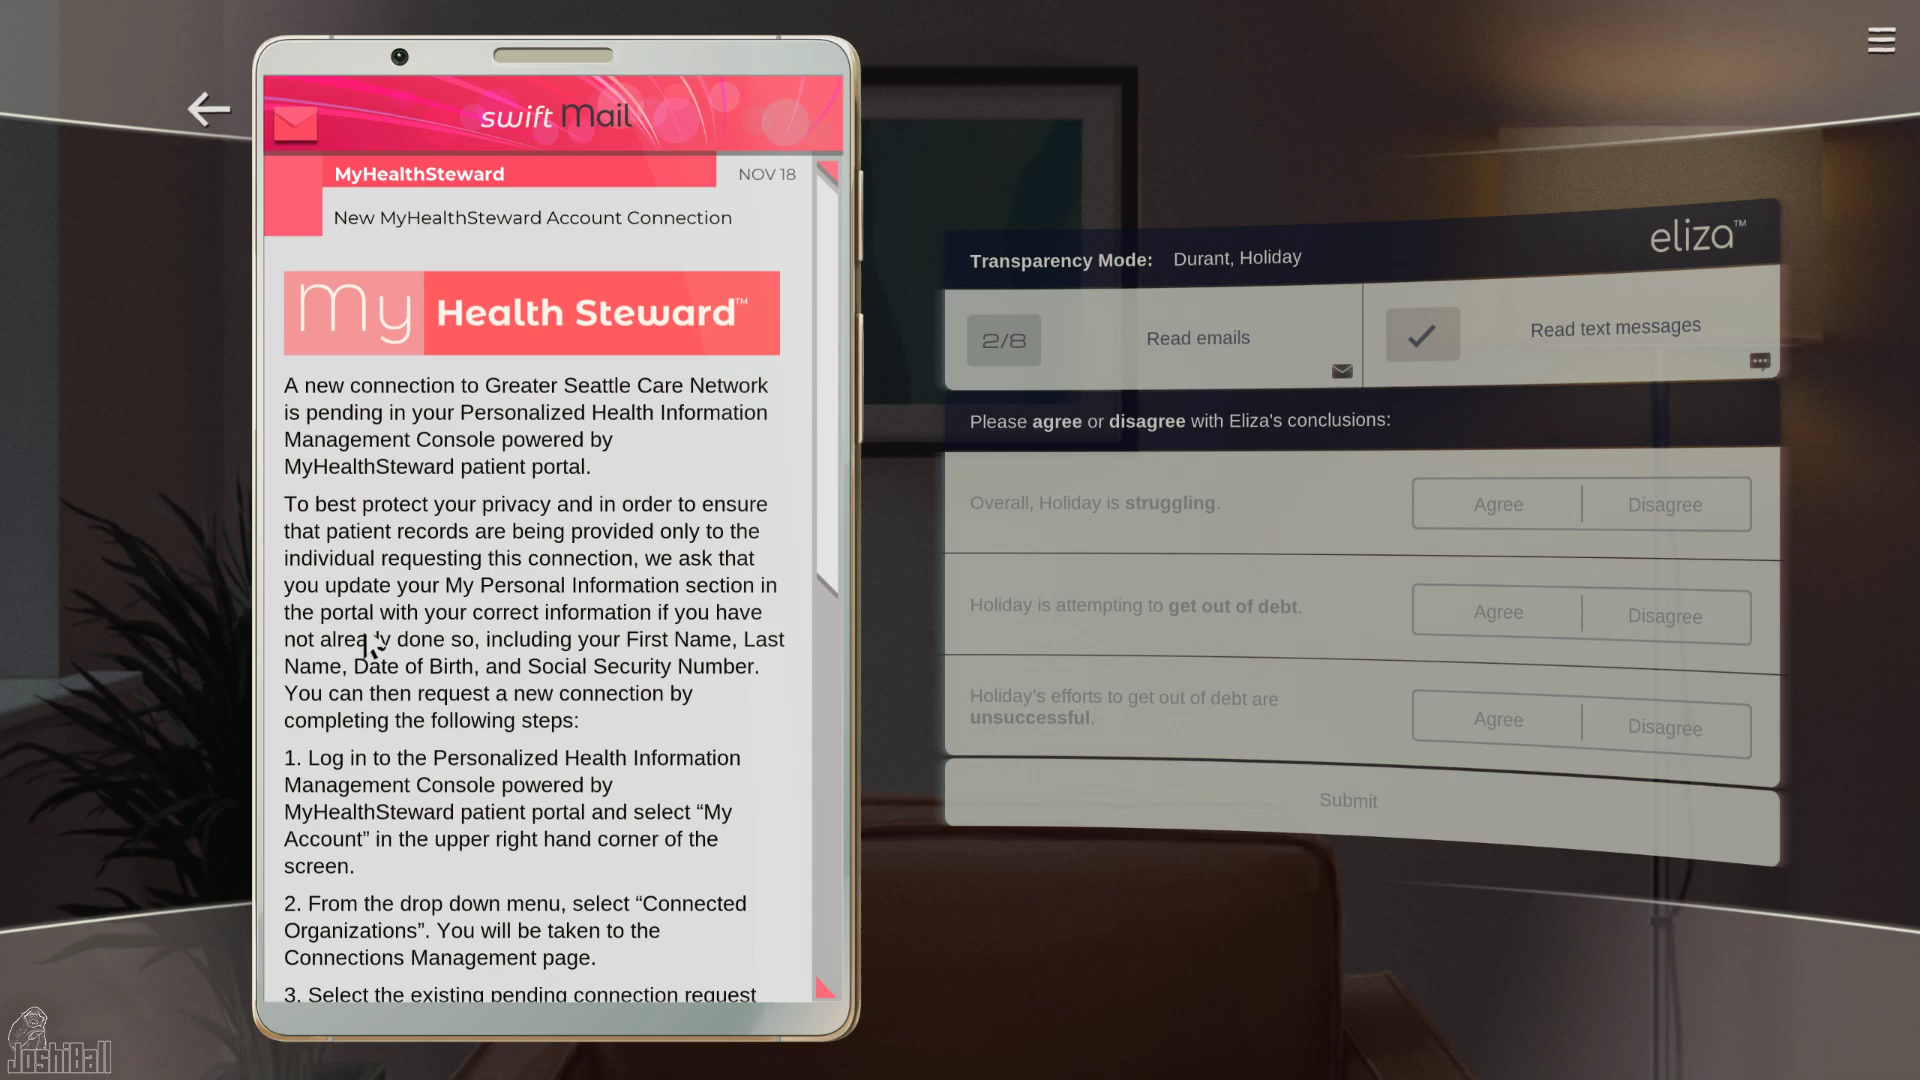 swift Mail
MyHealthSteward NOV 18
New MyHealthSteward Account Connection
My Health Steward™
A new connection to Greater Seattle Care Network
is pending in your Personalized Health Information
Management Console powered by
MyHealthSteward patient portal.
To best protect your privacy and in order to ensure
that patient records are being provided only to the
individual requesting this connection, we ask that
you update your My Personal Information section in
the portal with your correct information if you have
not already done so, including your First Name, Last
Name, Date of Birth, and Social Security Number.
You can then request a new connection by
completing the following steps:
1. Log in to the Personalized Health Information
Management Console powered by
MyHealthSteward patient portal and select “My
Account” in the upper right hand corner of the
screen.
2. From the drop down menu, select “Connected
Organizations”. You will be taken to the
Connections Management page.
3. Select the existing pending connection request
eliza™
Transparency Mode: Durant, Holiday
2/8 Read emails
Read text messages
Please agree or disagree with Eliza's conclusions:
Overall, Holiday is struggling.
Agree Disagree
Holiday is attempting to get out of debt.
Agree Disagree
Holiday's efforts to get out of debt are
unsuccessful.
Agree Disagree
Submit
JoshiBall